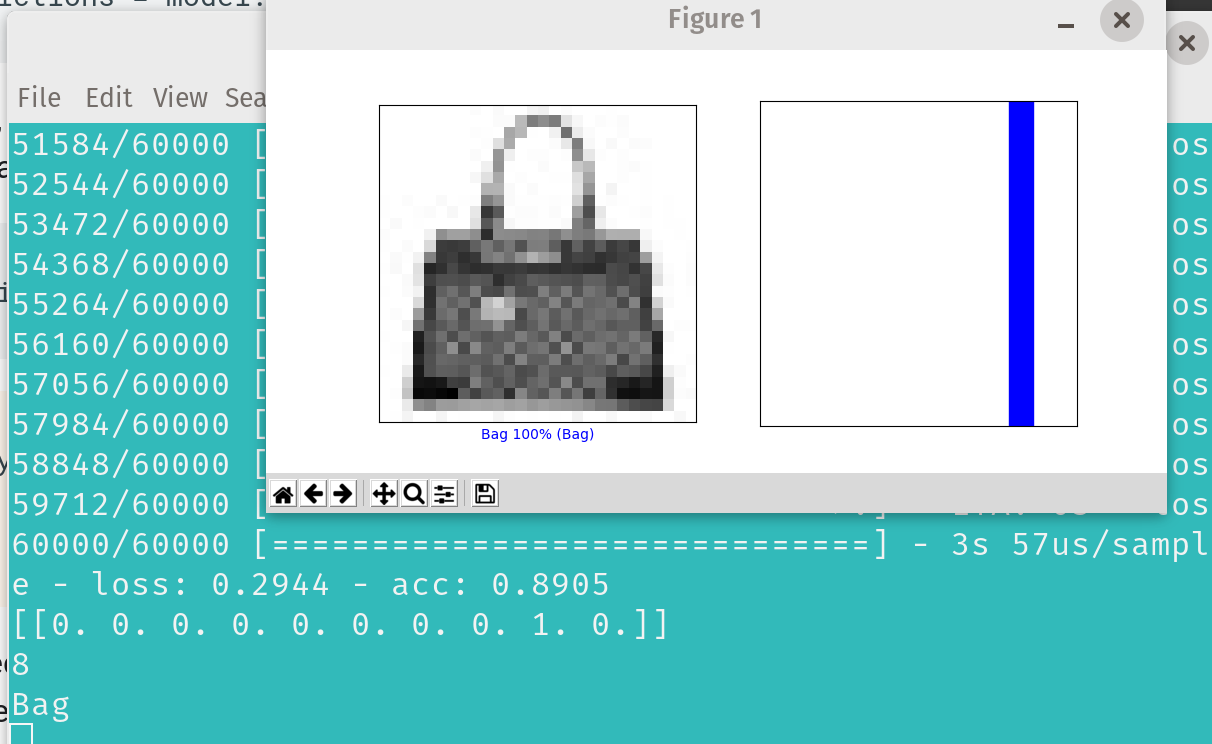 ictions = model.
Figure 1
File Edit View Sea
51584/60000 [ os
52544/60000 [ os
53472/60000 [ os
54368/60000 [ os
55264/60000 [ os
56160/60000 [ os
57056/60000 [ os
57984/60000 [ os
58848/60000 [ os
59712/60000 [ os
Bag 100% (Bag)
60000/60000 [==============================] - 3s 57us/sampl
e - loss: 0.2944 - acc: 0.8905
[[0. 0. 0. 0. 0. 0. 0. 0. 1. 0.]]
8
Bag